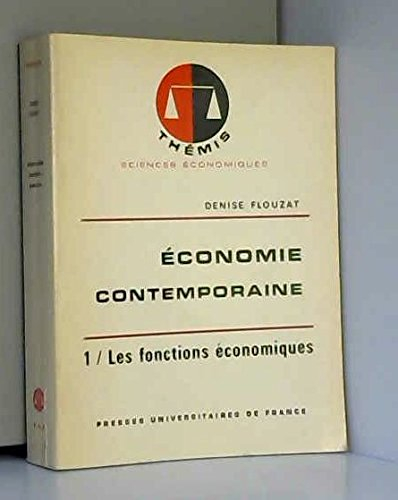 THÉMIS
SCIENCES ÉCONOMIQUES
DENISE FLOUZAT
ÉCONOMIE
CONTEMPORAINE
1 / Les fonctions économiques
PRESSES UNIVERSITAIRES DE FRANCE